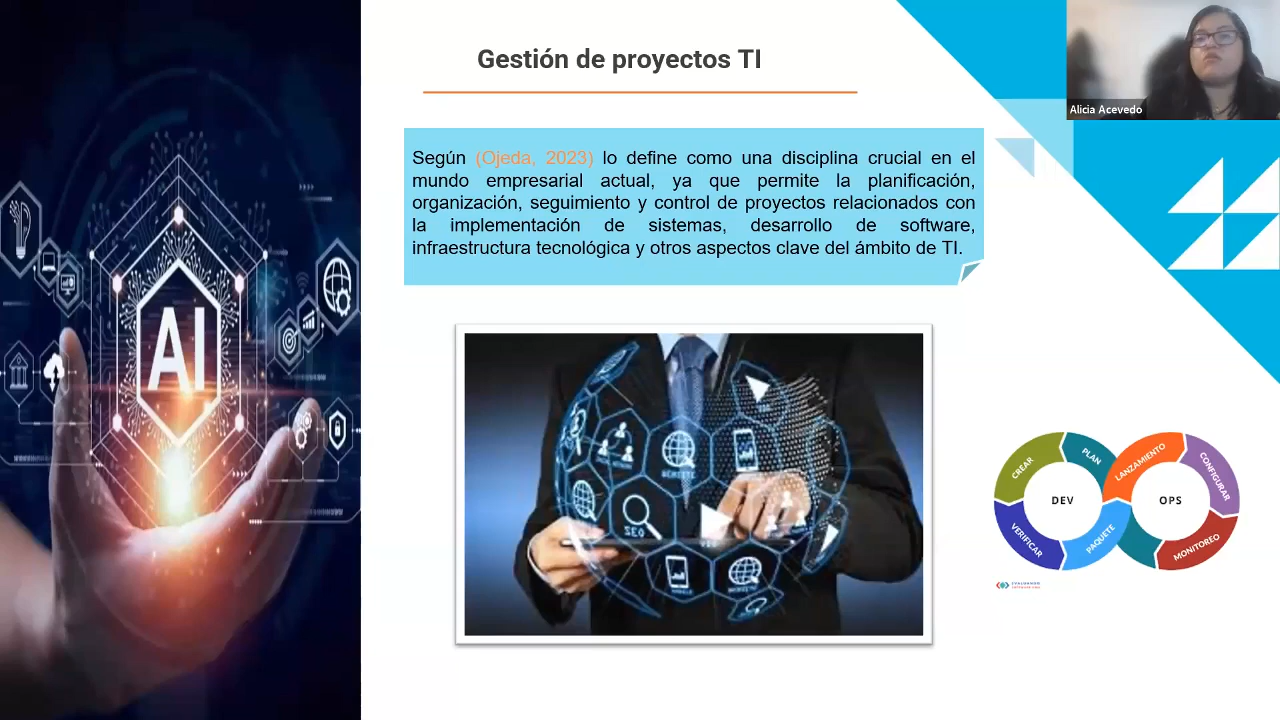 Gestión de proyectos TI
Alicia Acevedo
Según (Ojeda, 2023) lo define como una disciplina crucial en el
mundo empresarial actual, ya que permite la planificación,
organización, seguimiento y control de proyectos relacionados con
la implementación de sistemas, desarrollo de software,
infraestructura tecnológica y otros aspectos clave del ámbito de TI.
AI
SEO
WEBSITE
CREAR
PLAN
LANZAMIENTO
CONFIGURAR
DEV
OPS
VERIFICAR
PAQUETE
MONITOREO